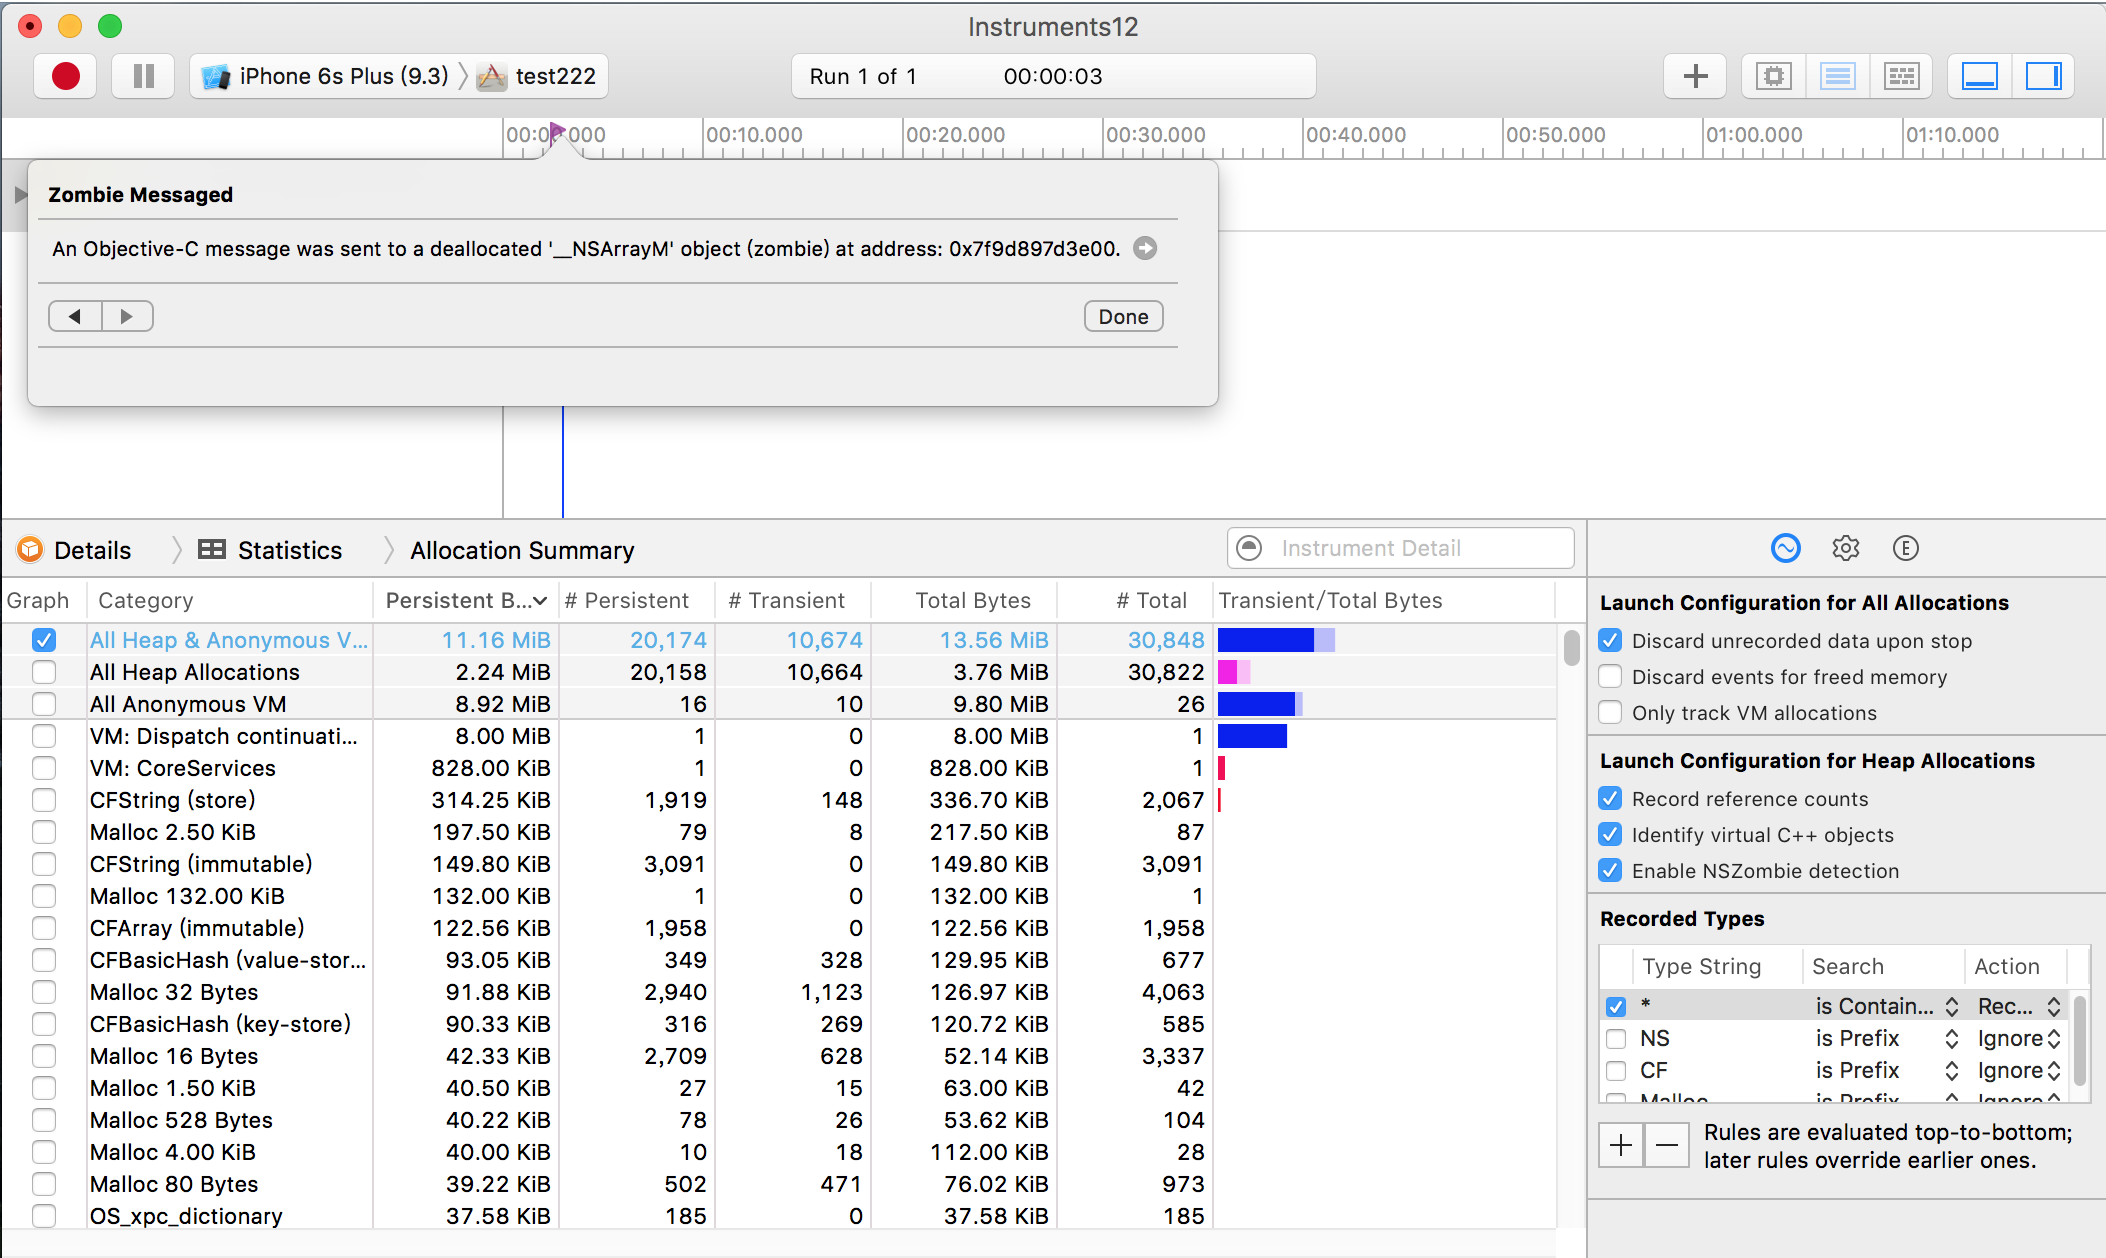 Instruments12
iPhone 6s Plus (9.3) test222
Run 1 of 1 00:00:03
00:00.000 00:10.000 00:20.000 00:30.000 00:40.000 00:50.000 01:00.000 01:10.000
Zombie Messaged
An Objective-C message was sent to a deallocated '__NSArrayM' object (zombie) at address: 0x7f9d897d3e00.
Done
Details Statistics Allocation Summary
Instrument Detail
Graph Category Persistent B... # Persistent # Transient Total Bytes # Total Transient/Total Bytes
All Heap & Anonymous V... 11.16 MiB 20,174 10,674 13.56 MiB 30,848
All Heap Allocations 2.24 MiB 20,158 10,664 3.76 MiB 30,822
All Anonymous VM 8.92 MiB 16 10 9.80 MiB 26
VM: Dispatch continuati... 8.00 MiB 1 0 8.00 MiB 1
VM: CoreServices 828.00 KiB 1 0 828.00 KiB 1
CFString (store) 314.25 KiB 1,919 148 336.70 KiB 2,067
Malloc 2.50 KiB 197.50 KiB 79 8 217.50 KiB 87
CFString (immutable) 149.80 KiB 3,091 0 149.80 KiB 3,091
Malloc 132.00 KiB 132.00 KiB 1 0 132.00 KiB 1
CFArray (immutable) 122.56 KiB 1,958 0 122.56 KiB 1,958
CFBasicHash (value-stor... 93.05 KiB 349 328 129.95 KiB 677
Malloc 32 Bytes 91.88 KiB 2,940 1,123 126.97 KiB 4,063
CFBasicHash (key-store) 90.33 KiB 316 269 120.72 KiB 585
Malloc 16 Bytes 42.33 KiB 2,709 628 52.14 KiB 3,337
Malloc 1.50 KiB 40.50 KiB 27 15 63.00 KiB 42
Malloc 528 Bytes 40.22 KiB 78 26 53.62 KiB 104
Malloc 4.00 KiB 40.00 KiB 10 18 112.00 KiB 28
Malloc 80 Bytes 39.22 KiB 502 471 76.02 KiB 973
OS_xpc_dictionary 37.58 KiB 185 0 37.58 KiB 185
E
Launch Configuration for All Allocations
Discard unrecorded data upon stop
Discard events for freed memory
Only track VM allocations
Launch Configuration for Heap Allocations
Record reference counts
Identify virtual C++ objects
Enable NSZombie detection
Recorded Types
Type String Search Action
* is Contain... Rec...
NS is Prefix Ignore
CF is Prefix Ignore
Malloc is Prefix Ignore
Rules are evaluated top-to-bottom;
later rules override earlier ones.